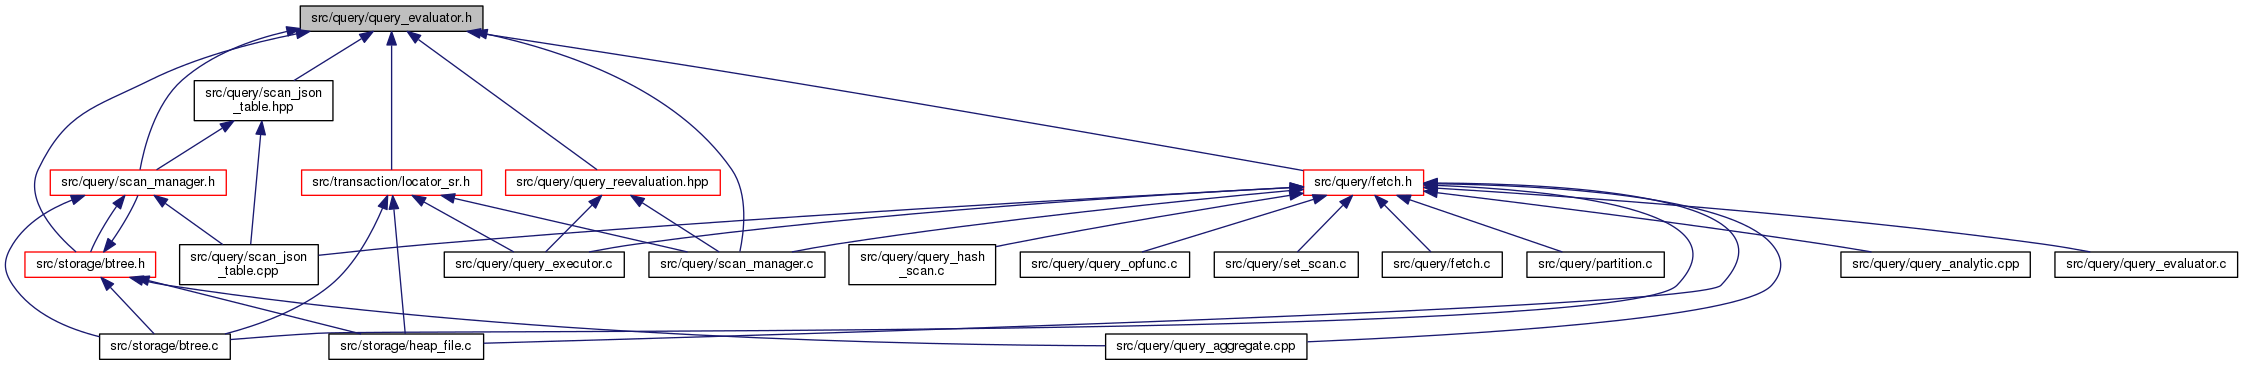 src/query/query_evaluator.h
src/query/scan_json
_table.hpp
src/query/scan_manager.h
src/transaction/locator_sr.h
src/query/query_reevaluation.hpp
src/query/fetch.h
src/storage/btree.h
src/query/scan_json
_table.cpp
src/query/query_executor.c
src/query/scan_manager.c
src/query/query_hash
_scan.c
src/query/query_opfunc.c
src/query/set_scan.c
src/query/fetch.c
src/query/partition.c
src/query/query_analytic.cpp
src/query/query_evaluator.c
src/storage/btree.c
src/storage/heap_file.c
src/query/query_aggregate.cpp